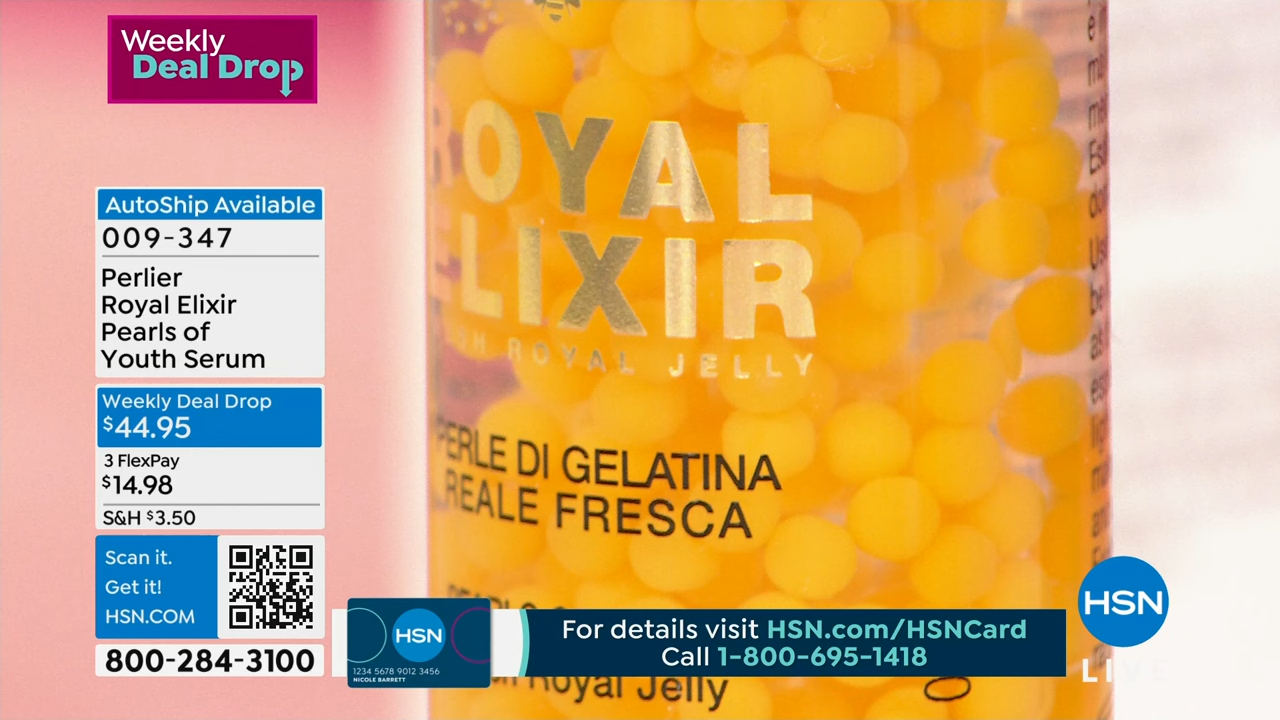 Weekly
Deal Drop
AutoShip Available
009-347
Perlier
Royal Elixir
Pearls of
Youth Serum
Weekly Deal Drop
$44.95
3 FlexPay
$14.98
S&H $3.50
Scan it.
Get it!
HSN.COM
800-284-3100
ROYAL
ELIXIR
ROYAL JELLY
PERLE DI GELATINA
REALE FRESCA
Royal Jelly
HSN
1234 5678 9012 3456
NICOLE BARRETT
For details visit HSN.com/HSNCard
Call 1-800-695-1418
HSN
LIVE